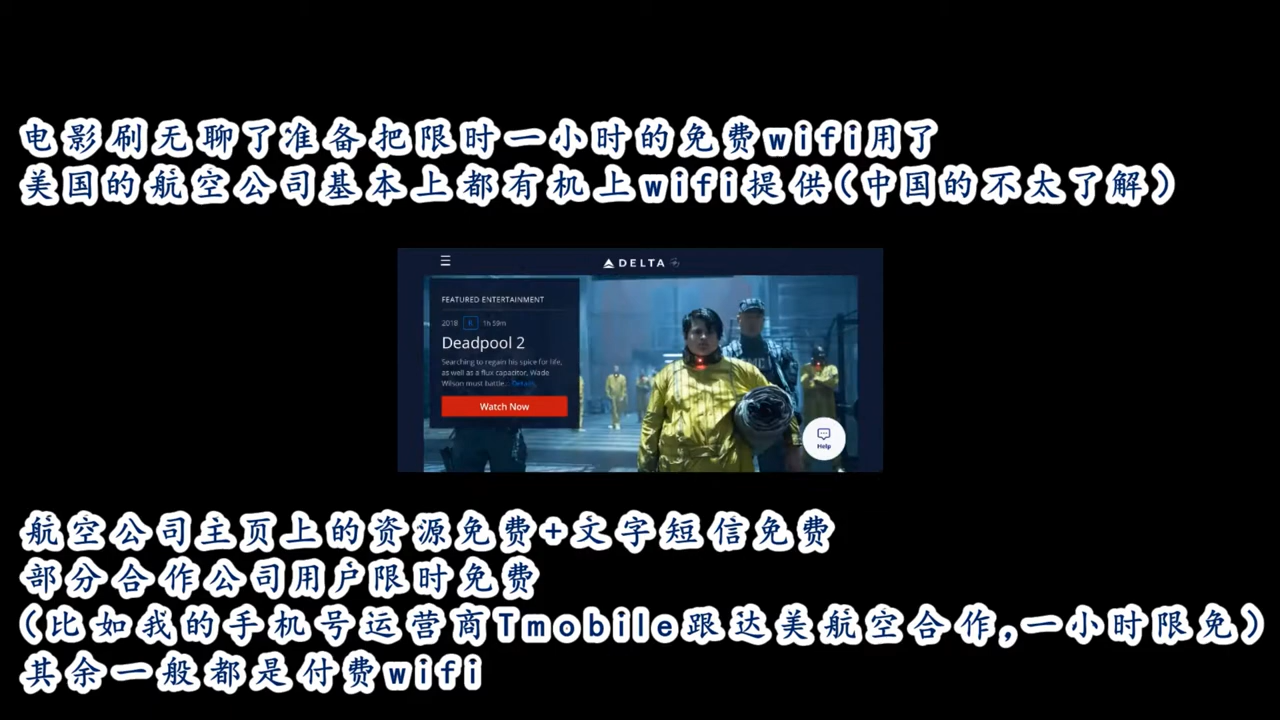 电影刷无聊了准备把限时一小时的免费wifi用了
美国的航空公司基本上都有机上wifi提供(中国的不太了解)
DELTA
FEATURED ENTERTAINMENT
2018 R 1h 59m
Deadpool 2
Searching to regain his spice for life,
as well as a flux capacitor, Wade
Wilson must battle... Details
Watch Now
Help
航空公司主页上的资源免费+文字短信免费
部分合作公司用户限时免费
(比如我的手机号运营商Tmobile跟达美航空合作,一小时限免)
其余一般都是付费wifi